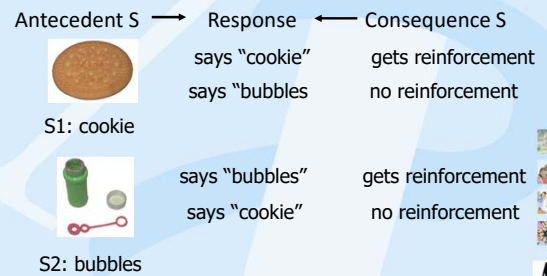 Antecedent S → Response ← Consequence S
says “cookie” gets reinforcement
says “bubbles no reinforcement
S1: cookie
says “bubbles” gets reinforcement
says “cookie” no reinforcement
S2: bubbles